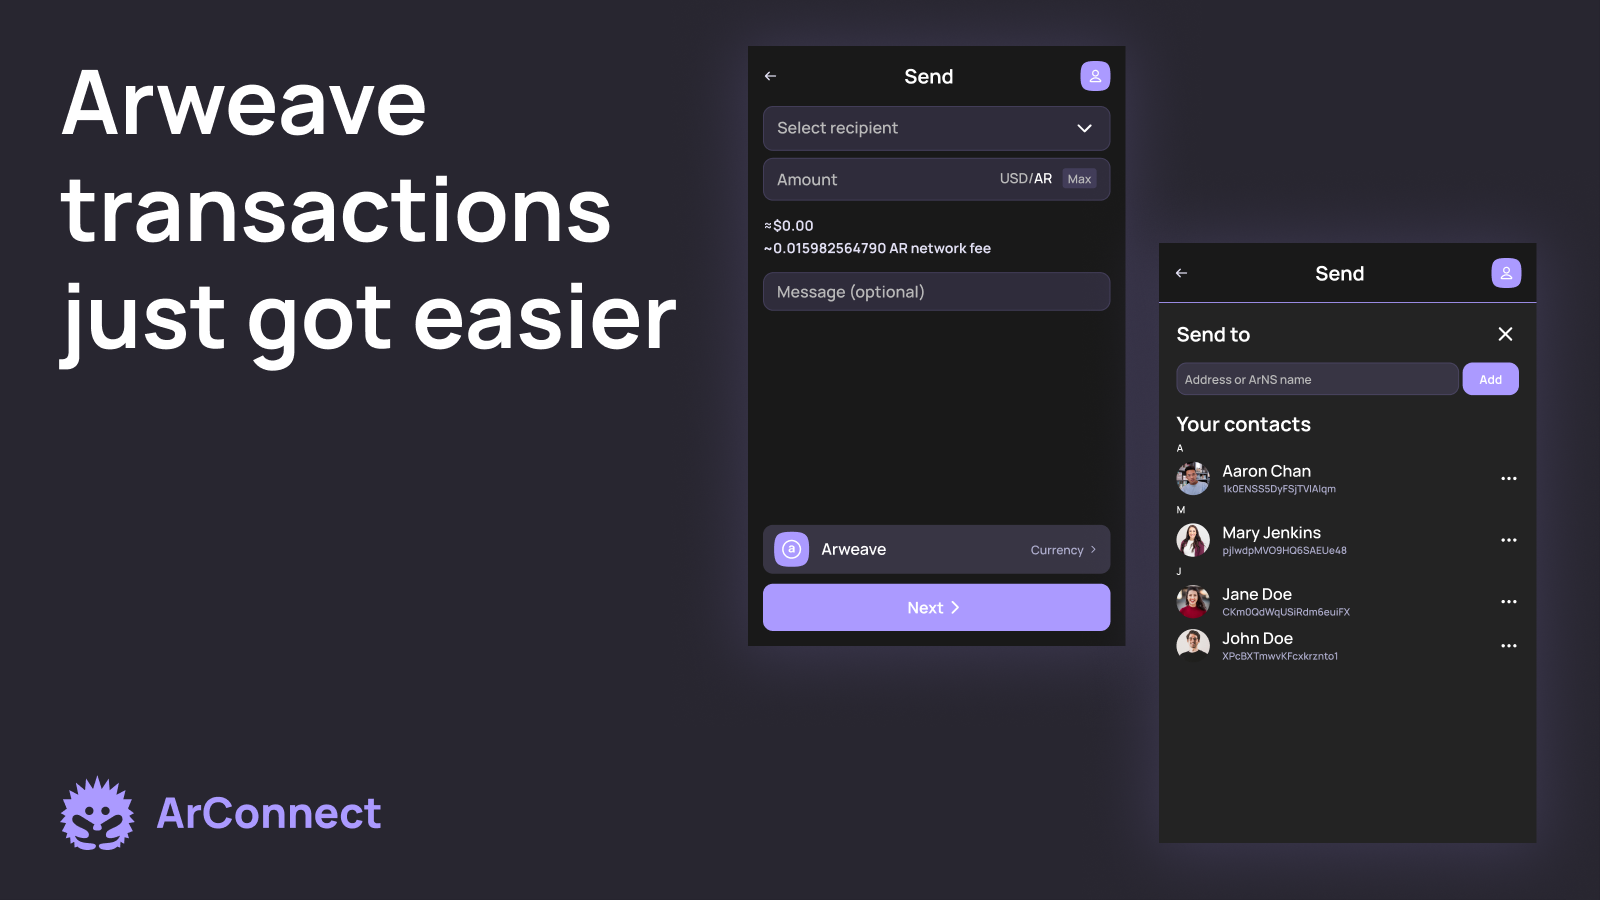 Arweave
transactions
just got easier
Send
Select recipient
Amount USD/AR Max
≈$0.00
~0.015982564790 AR network fee
Message (optional)
a Arweave Currency
Next
Send
Send to
Address or ArNS name Add
Your contacts
A
Aaron Chan
1k0ENSS5DyFSjTVIAIqm
M
Mary Jenkins
pjIwdpMVO9HQ6SAEUe48
J
Jane Doe
CKm0QdWqUSiRdm6euiFX
John Doe
XPcBXTmwvKFcxkrznto1
ArConnect